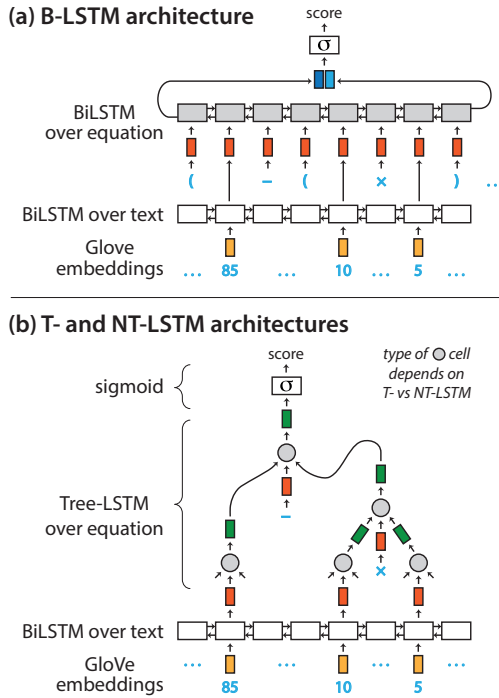 (a) B-LSTM architecture
score
σ
BiLSTM
over equation
( − ( × ) ...
BiLSTM over text
Glove
embeddings
... 85 ... 10 ... 5 ...
(b) T- and NT-LSTM architectures
score
type of cell
depends on
T- vs NT-LSTM
sigmoid
σ
Tree-LSTM
over equation
−
×
BiLSTM over text
GloVe
embeddings
... 85 ... 10 ... 5 ...